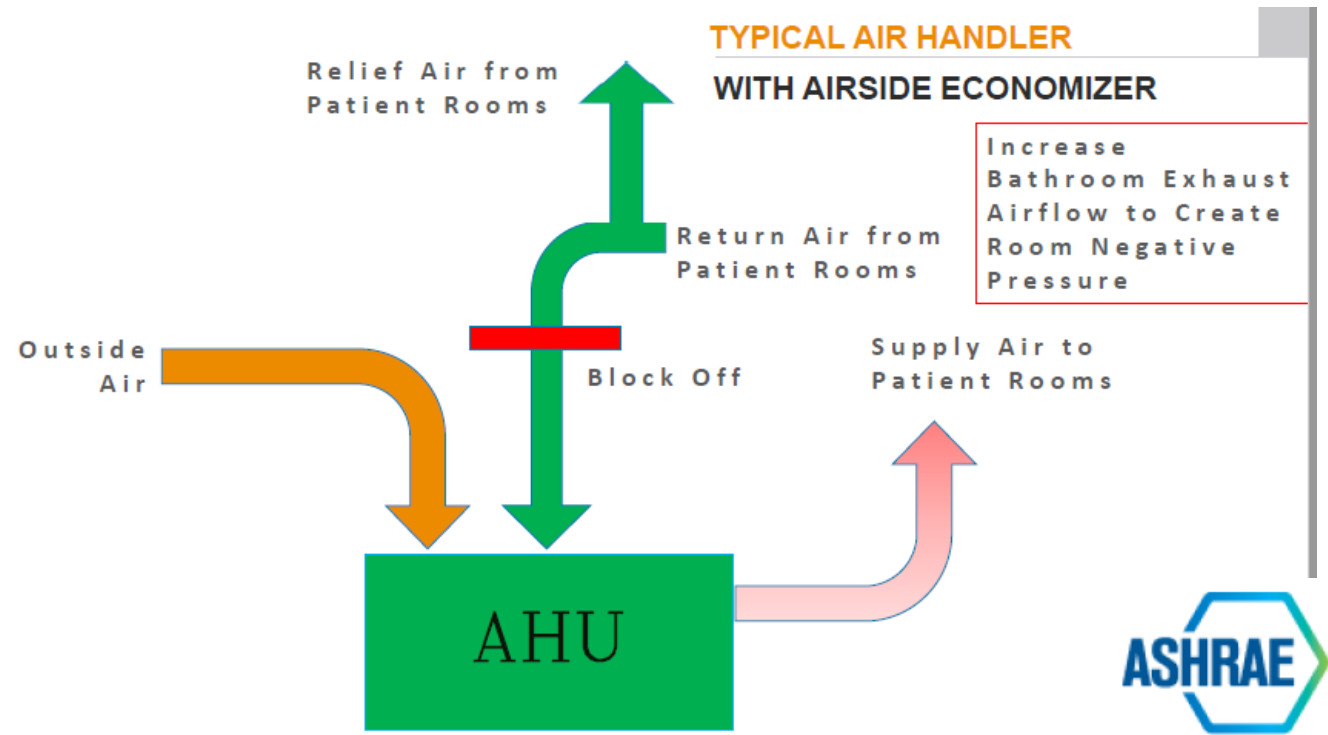 TYPICAL AIR HANDLER
WITH AIRSIDE ECONOMIZER
Relief Air from
Patient Rooms
Increase
Bathroom Exhaust
Airflow to Create
Room Negative
Pressure
Return Air from
Patient Rooms
Outside
Air
Block Off
Supply Air to
Patient Rooms
AHU
ASHRAE